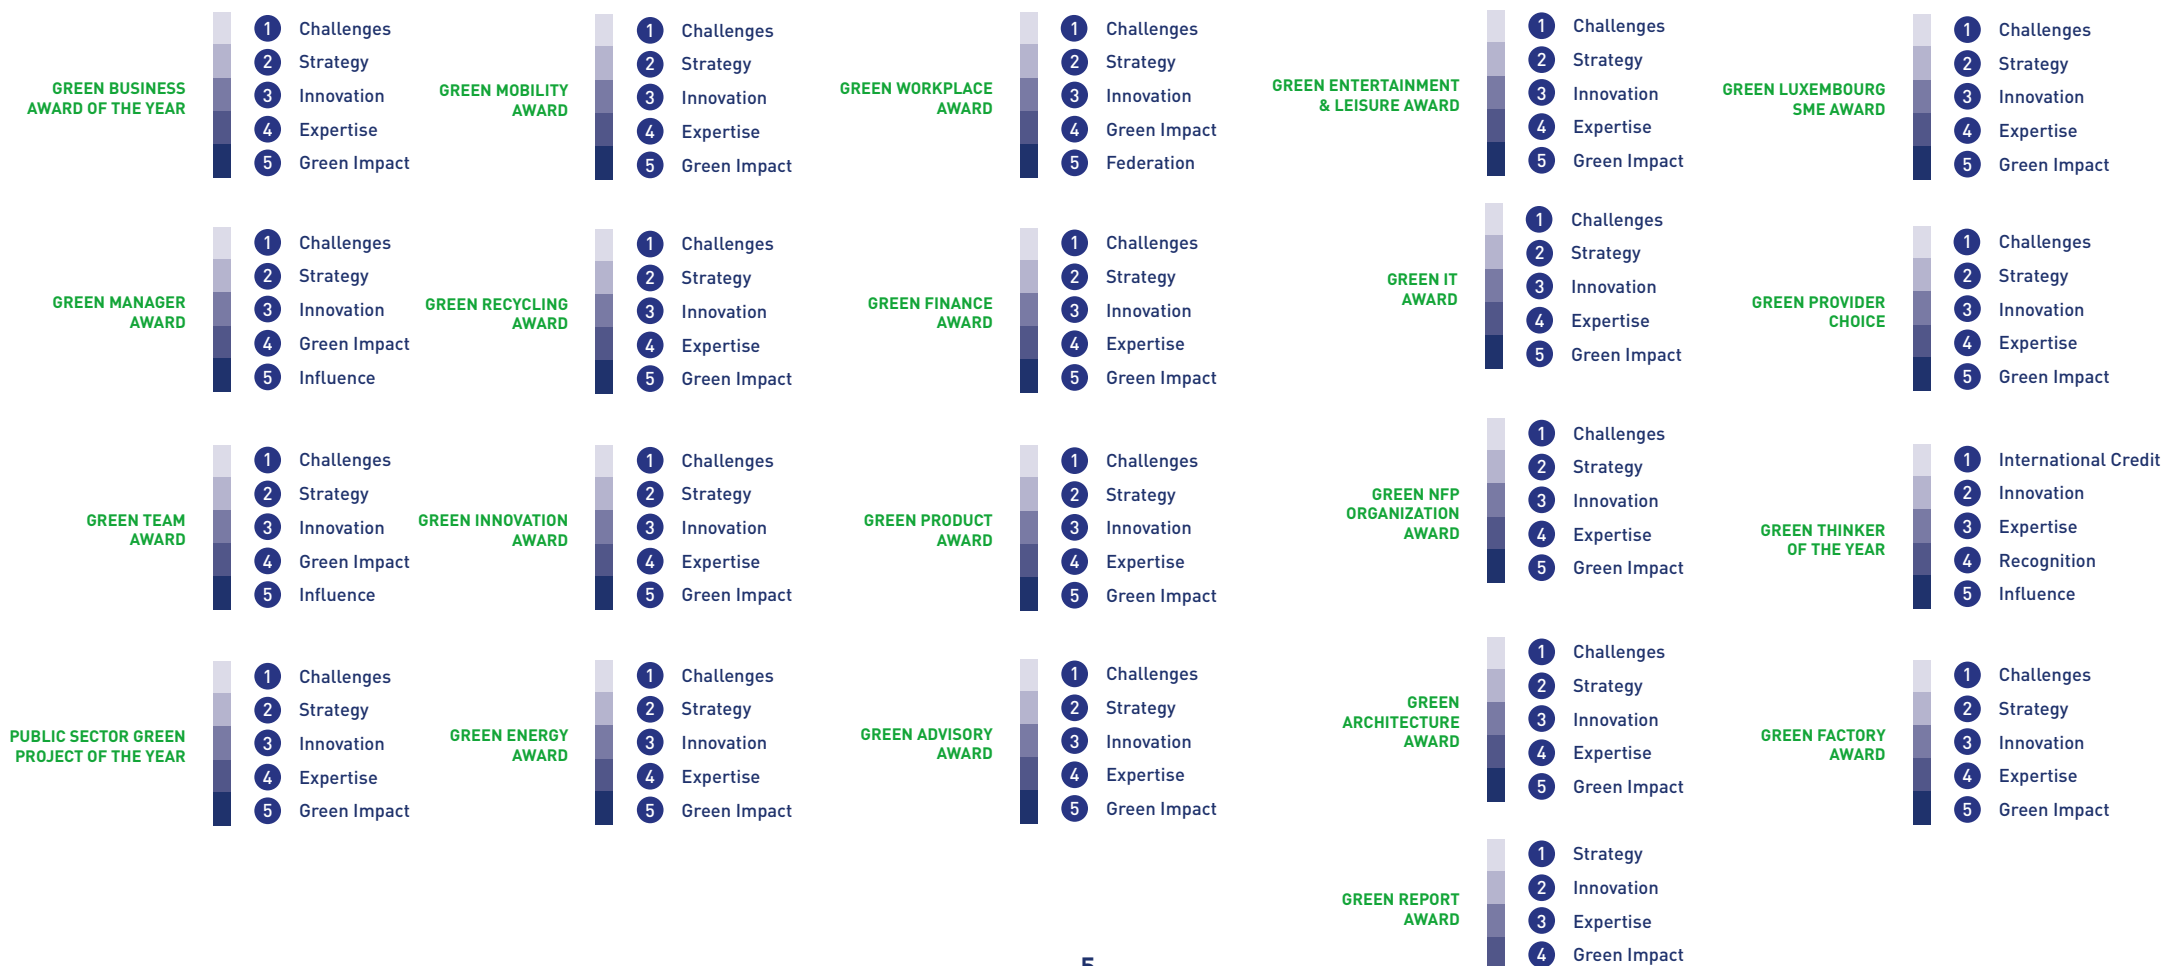 GREEN BUSINESS
AWARD OF THE YEAR
1 Challenges
2 Strategy
3 Innovation
4 Expertise
5 Green Impact
GREEN MOBILITY
AWARD
1 Challenges
2 Strategy
3 Innovation
4 Expertise
5 Green Impact
GREEN WORKPLACE
AWARD
1 Challenges
2 Strategy
3 Innovation
4 Green Impact
5 Federation
GREEN ENTERTAINMENT
& LEISURE AWARD
1 Challenges
2 Strategy
3 Innovation
4 Expertise
5 Green Impact
GREEN LUXEMBOURG
SME AWARD
1 Challenges
2 Strategy
3 Innovation
4 Expertise
5 Green Impact
GREEN MANAGER
AWARD
1 Challenges
2 Strategy
3 Innovation
4 Green Impact
5 Influence
GREEN RECYCLING
AWARD
1 Challenges
2 Strategy
3 Innovation
4 Expertise
5 Green Impact
GREEN FINANCE
AWARD
1 Challenges
2 Strategy
3 Innovation
4 Expertise
5 Green Impact
GREEN IT
AWARD
1 Challenges
2 Strategy
3 Innovation
4 Expertise
5 Green Impact
GREEN PROVIDER
CHOICE
1 Challenges
2 Strategy
3 Innovation
4 Expertise
5 Green Impact
GREEN TEAM
AWARD
1 Challenges
2 Strategy
3 Innovation
4 Green Impact
5 Influence
GREEN INNOVATION
AWARD
1 Challenges
2 Strategy
3 Innovation
4 Expertise
5 Green Impact
GREEN PRODUCT
AWARD
1 Challenges
2 Strategy
3 Innovation
4 Expertise
5 Green Impact
GREEN NFP
ORGANIZATION
AWARD
1 Challenges
2 Strategy
3 Innovation
4 Expertise
5 Green Impact
GREEN THINKER
OF THE YEAR
1 International Credit
2 Innovation
3 Expertise
4 Recognition
5 Influence
PUBLIC SECTOR GREEN
PROJECT OF THE YEAR
1 Challenges
2 Strategy
3 Innovation
4 Expertise
5 Green Impact
GREEN ENERGY
AWARD
1 Challenges
2 Strategy
3 Innovation
4 Expertise
5 Green Impact
GREEN ADVISORY
AWARD
1 Challenges
2 Strategy
3 Innovation
4 Expertise
5 Green Impact
GREEN
ARCHITECTURE
AWARD
1 Challenges
2 Strategy
3 Innovation
4 Expertise
5 Green Impact
GREEN FACTORY
AWARD
1 Challenges
2 Strategy
3 Innovation
4 Expertise
5 Green Impact
GREEN REPORT
AWARD
1 Strategy
2 Innovation
3 Expertise
4 Green Impact
5